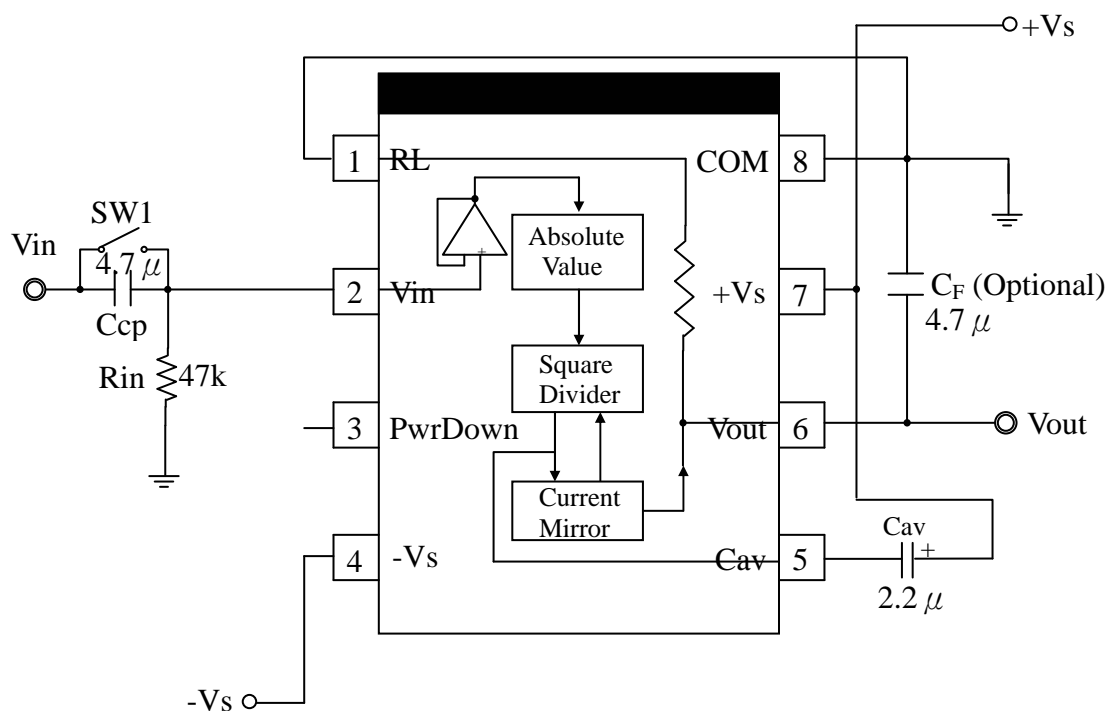 +Vs
1
RL
COM
8
SW1
Vin
4.7 μ
Ccp
Absolute
Value
2
Vin
+Vs
7
CF (Optional)
4.7 μ
Rin
47k
Square
Divider
3
PwrDown
Vout
6
Vout
Current
Mirror
4
-Vs
Cav
5
Cav
+
2.2 μ
+
-Vs